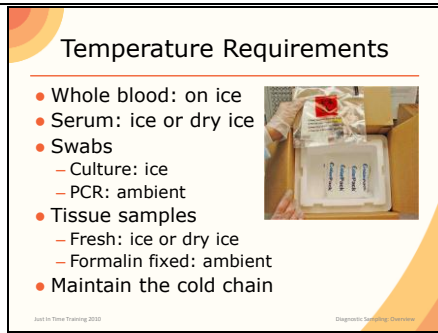 Temperature Requirements
● Whole blood: on ice
● Serum: ice or dry ice
● Swabs
– Culture: ice
– PCR: ambient
● Tissue samples
– Fresh: ice or dry ice
– Formalin fixed: ambient
● Maintain the cold chain
Just In Time Training 2010
Diagnostic Sampling: Overview